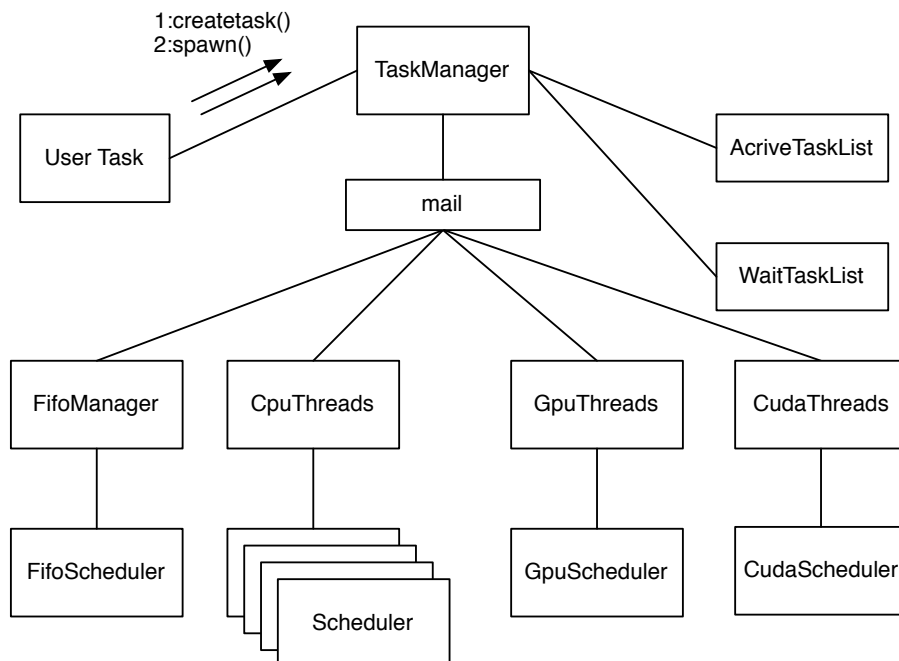 1:createtask()
2:spawn()
TaskManager
User Task
AcriveTaskList
mail
WaitTaskList
FifoManager
CpuThreads
GpuThreads
CudaThreads
FifoScheduler
GpuScheduler
CudaScheduler
Scheduler